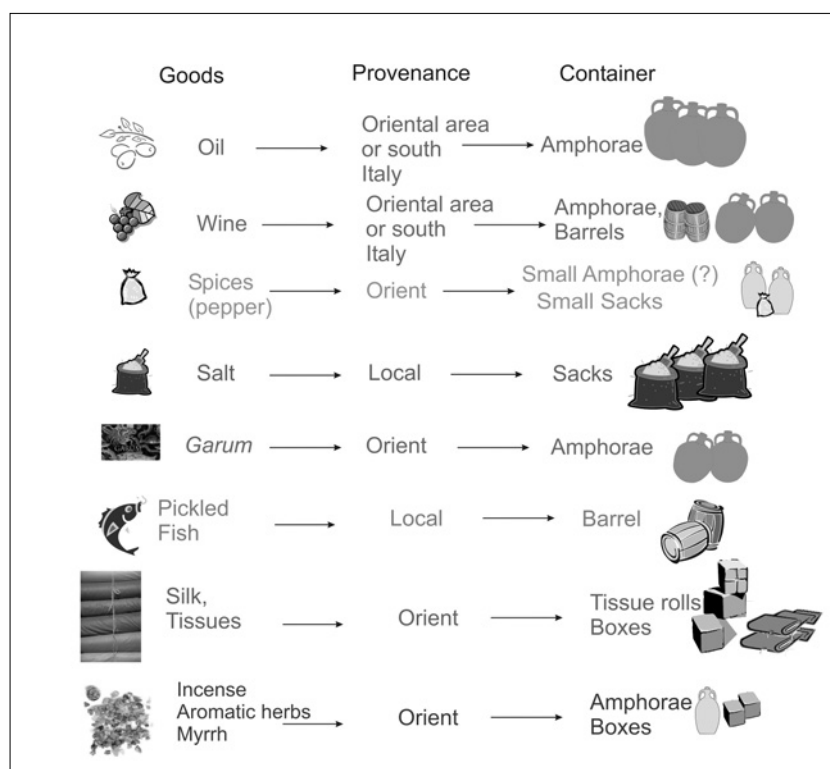 Goods Provenance Container
Oil Oriental area or south Italy Amphorae
Wine Oriental area or south Italy Amphorae, Barrels
Spices (pepper) Orient Small Amphorae (?) Small Sacks
Salt Local Sacks
Garum Orient Amphorae
Pickled Fish Local Barrel
Silk, Tissues Orient Tissue rolls Boxes
Incense Aromatic herbs Myrrh Orient Amphorae Boxes